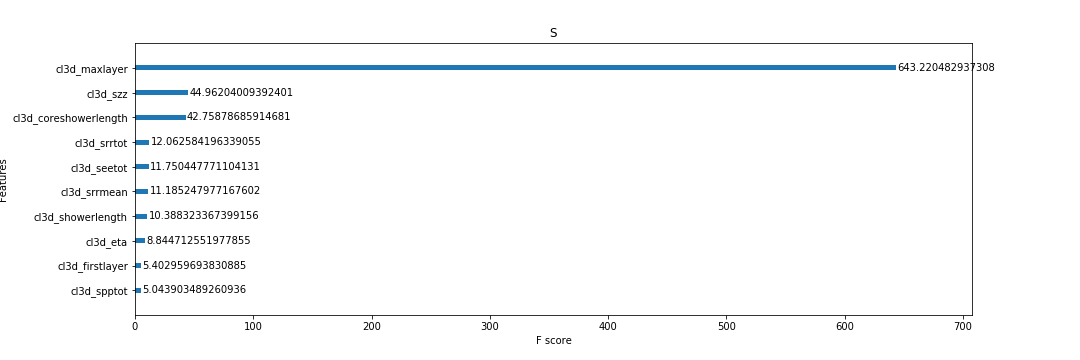 S
cl3d_maxlayer 643.220482937308
cl3d_szz 44.96204009392401
cl3d_coreshowerlength 42.75878685914681
cl3d_srrtot 12.062584196339055
cl3d_seetot 11.750447771104131
cl3d_srrmean 11.185247977167602
cl3d_showerlength 10.388323367399156
cl3d_eta 8.844712551977855
cl3d_firstlayer 5.402959693830885
cl3d_spptot 5.043903489260936
Features
0 100 200 300 400 500 600 700
F score